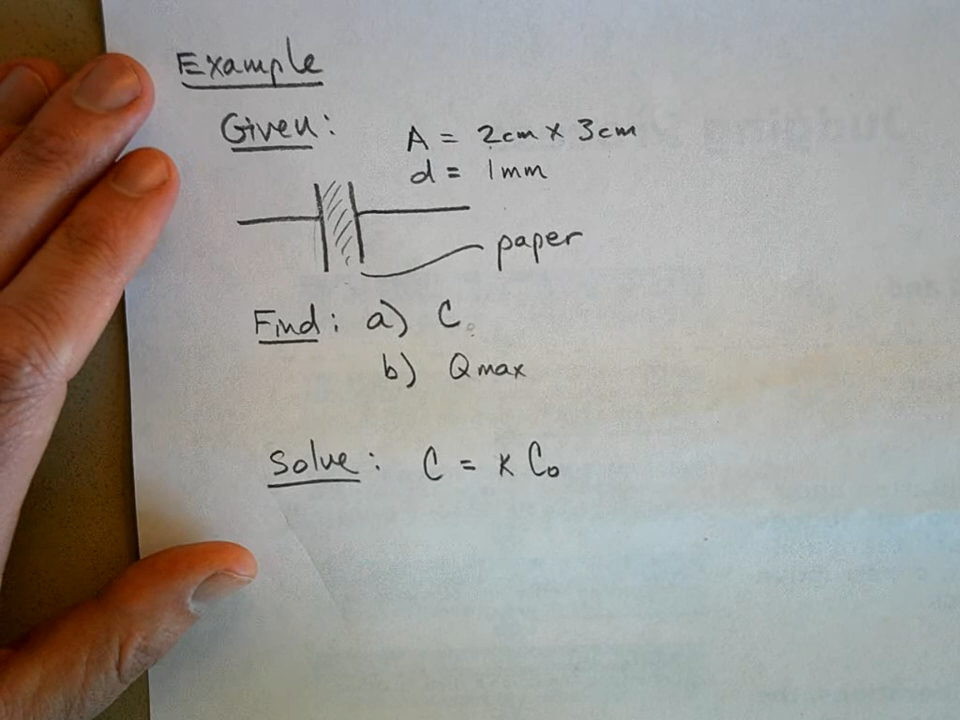 Example
Given:
A = 2cm x 3cm
d = 1mm
paper
Find: a) C
b) Qmax
Solve: C = κ C₀